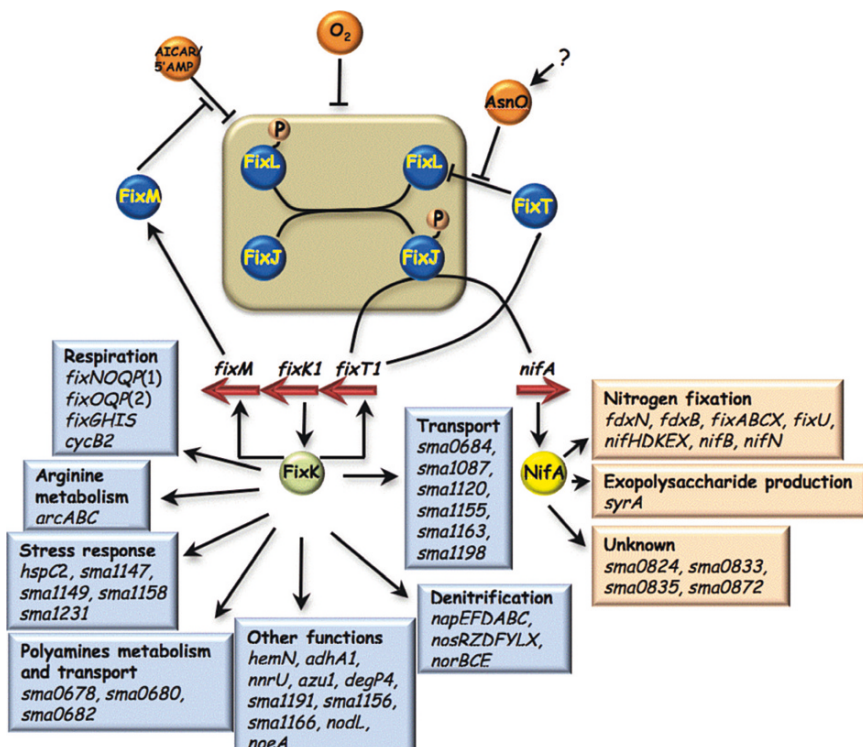 O2
AICAR/
5'AMP
?
AsnO
P
FixL
FixL
FixM
FixT
P
FixJ
FixJ
fixM
fixK1
fixT1
nifA
Respiration
fixNOQP(1)
fixOQP(2)
fixGHIS
cycB2
Arginine
metabolism
arcABC
Stress response
hspC2, sma1147,
sma1149, sma1158
sma1231
Polyamines metabolism
and transport
sma0678, sma0680,
sma0682
FixK
Other functions
hemN, adhA1,
nnrU, azu1, degP4,
sma1191, sma1156,
sma1166, nodL,
noeA
Transport
sma0684,
sma1087,
sma1120,
sma1155,
sma1163,
sma1198
Denitrification
napEFDABC,
nosRZDFYLX,
norBCE
NifA
Nitrogen fixation
fdxN, fdxB, fixABCX, fixU,
nifHDKEX, nifB, nifN
Exopolysaccharide production
syrA
Unknown
sma0824, sma0833,
sma0835, sma0872